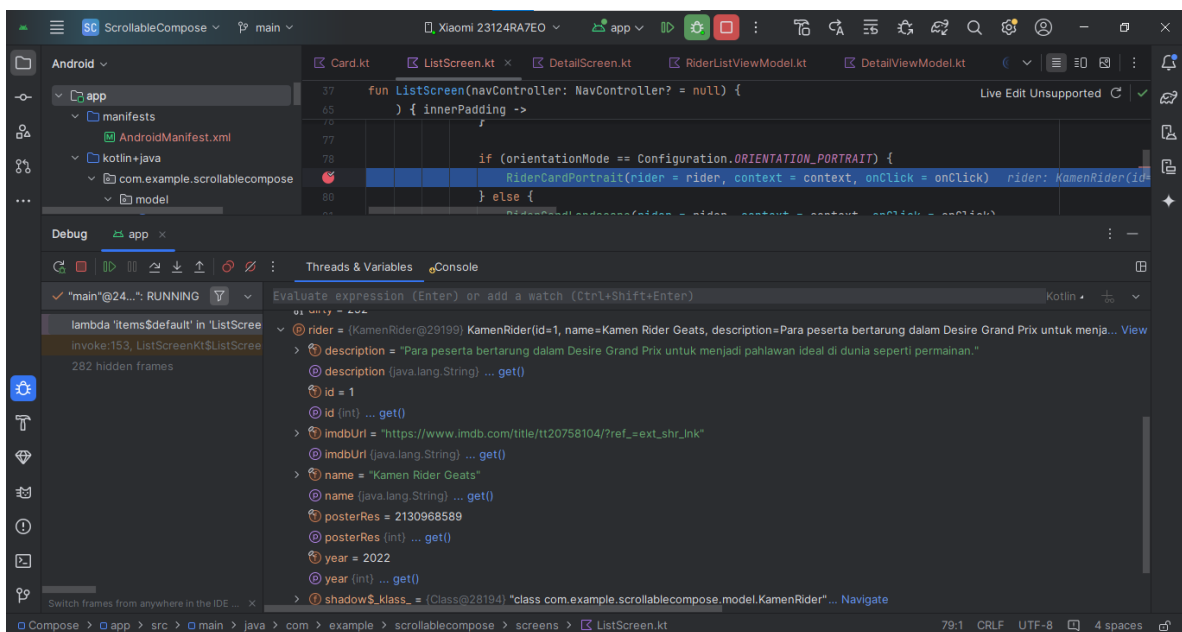 SC ScrollableCompose main Xiaomi 23124RA7EO app
Android
Card.kt ListScreen.kt DetailScreen.kt RiderListViewModel.kt DetailViewModel.kt
app
manifests
AndroidManifest.xml
kotlin+java
com.example.scrollablecompose
model
37 fun ListScreen(navController: NavController? = null) { Live Edit Unsupported
65 ) { innerPadding ->
76 }
77
78 if (orientationMode == Configuration.ORIENTATION_PORTRAIT) {
RiderCardPortrait(rider = rider, context = context, onClick = onClick) rider: KamenRider(id=
80 } else {
RiderCardLandscape(rider = rider, context = context, onClick = onClick)
Debug app
Threads & Variables Console
"main"@24...": RUNNING
Evaluate expression (Enter) or add a watch (Ctrl+Shift+Enter) Kotlin
lambda 'items$default' in 'ListScree
invoke:153, ListScreenKt$ListScree
282 hidden frames
rider = {KamenRider@29199} KamenRider(id=1, name=Kamen Rider Geats, description=Para peserta bertarung dalam Desire Grand Prix untuk menja... View
description = "Para peserta bertarung dalam Desire Grand Prix untuk menjadi pahlawan ideal di dunia seperti permainan."
description {java.lang.String} ... get()
id = 1
id {int} ... get()
imdbUrl = "https://www.imdb.com/title/tt20758104/?ref_=ext_shr_lnk"
imdbUrl {java.lang.String} ... get()
name = "Kamen Rider Geats"
name {java.lang.String} ... get()
posterRes = 2130968589
posterRes {int} ... get()
year = 2022
year {int} ... get()
shadow$_klass_ = {Class@28194} "class com.example.scrollablecompose.model.KamenRider"... Navigate
Switch frames from anywhere in the IDE ...
Compose > app > src > main > java > com > example > scrollablecompose > screens > ListScreen.kt 79:1 CRLF UTF-8 4 spaces